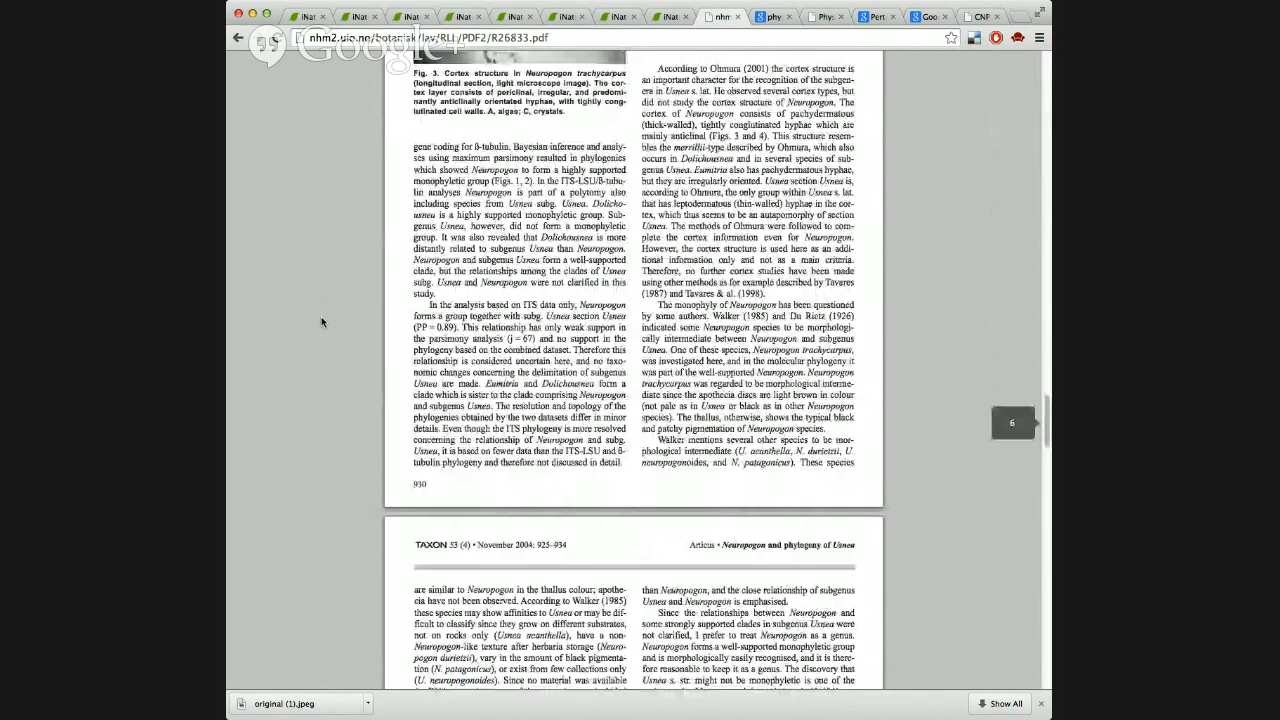 iNat
iNat
iNat
iNat
iNat
iNat
iNat
iNat
nhm
phy
Phys
Pert
Goo
CNP
nhm2.uio.no/botanisk/lav/RLL/PDF2/R26833.pdf
Google+
Fig. 3. Cortex structure in Neuropogon trachycarpus
(longitudinal section, light microscope image). The cor-
tex layer consists of periclinal, irregular, and predomi-
nantly anticlinally orientated hyphae, with tightly cong-
lutinated cell walls. A, algae; C, crystals.
gene coding for ß-tubulin. Bayesian inference and analy-
ses using maximum parsimony resulted in phylogenies
which showed Neuropogon to form a highly supported
monophyletic group (Figs. 1, 2). In the ITS-LSU/ß-tubu-
lin analyses Neuropogon is part of a polytomy also
including species from Usnea subg. Usnea. Dolicho-
usnea is a highly supported monophyletic group. Sub-
genus Usnea, however, did not form a monophyletic
group. It was also revealed that Dolichousnea is more
distantly related to subgenus Usnea than Neuropogon.
Neuropogon and subgenus Usnea form a well-supported
clade, but the relationships among the clades of Usnea
subg. Usnea and Neuropogon were not clarified in this
study.
In the analysis based on ITS data only, Neuropogon
forms a group together with subg. Usnea section Usnea
(PP = 0.89). This relationship has only weak support in
the parsimony analysis (j = 67) and no support in the
phylogeny based on the combined dataset. Therefore this
relationship is considered uncertain here, and no taxo-
nomic changes concerning the delimitation of subgenus
Usnea are made. Eumitria and Dolichousnea form a
clade which is sister to the clade comprising Neuropogon
and subgenus Usnea. The resolution and topology of the
phylogenies obtained by the two datasets differ in minor
details. Even though the ITS phylogeny is more resolved
concerning the relationship of Neuropogon and subg.
Usnea, it is based on fewer data than the ITS-LSU and ß-
tubulin phylogeny and therefore not discussed in detail.
930
According to Ohmura (2001) the cortex structure is
an important character for the recognition of the subgen-
era in Usnea s. lat. He observed several cortex types, but
did not study the cortex structure of Neuropogon. The
cortex of Neuropogon consists of pachydermatous
(thick-walled), tightly conglutinated hyphae which are
mainly anticlinal (Figs. 3 and 4). This structure resem-
bles the merrillii-type described by Ohmura, which also
occurs in Dolichousnea and in several species of sub-
genus Usnea. Eumitria also has pachydermatous hyphae,
but they are irregularly oriented. Usnea section Usnea is,
according to Ohmura, the only group within Usnea s. lat.
that has leptodermatous (thin-walled) hyphae in the cor-
tex, which thus seems to be an autapomorphy of section
Usnea. The methods of Ohmura were followed to com-
plete the cortex information even for Neuropogon.
However, the cortex structure is used here as an addi-
tional information only and not as a main criteria.
Therefore, no further cortex studies have been made
using other methods as for example described by Tavares
(1987) and Tavares & al. (1998).
The monophyly of Neuropogon has been questioned
by some authors. Walker (1985) and Du Rietz (1926)
indicated some Neuropogon species to be morphologi-
cally intermediate between Neuropogon and subgenus
Usnea. One of these species, Neuropogon trachycarpus,
was investigated here, and in the molecular phylogeny it
was part of the well-supported Neuropogon. Neuropogon
trachycarpus was regarded to be morphological interme-
diate since the apothecia discs are light brown in colour
(not pale as in Usnea or black as in other Neuropogon
species). The thallus, otherwise, shows the typical black
and patchy pigmentation of Neuropogon species.
Walker mentions several other species to be mor-
phological intermediate (U. acanthella, N. durietzii, U.
neuropogonoides, and N. patagonicus). These species
6
TAXON 53 (4) • November 2004: 925–934
Articus • Neuropogon and phylogeny of Usnea
are similar to Neuropogon in the thallus colour; apothe-
cia have not been observed. According to Walker (1985)
these species may show affinities to Usnea or may be dif-
ficult to classify since they grow on different substrates,
not on rocks only (Usnea acanthella), have a non-
Neuropogon-like texture after herbaria storage (Neuro-
pogon durietzii), vary in the amount of black pigmenta-
tion (N. patagonicus), or exist from few collections only
(U. neuropogonoides). Since no material was available
than Neuropogon, and the close relationship of subgenus
Usnea and Neuropogon is emphasised.
Since the relationships between Neuropogon and
some strongly supported clades in subgenus Usnea were
not clarified, I prefer to treat Neuropogon as a genus.
Neuropogon forms a well-supported monophyletic group
and is morphologically easily recognised, and it is there-
fore reasonable to keep it as a genus. The discovery that
Usnea s. str. might not be monophyletic is one of the
original (1).jpeg
Show All